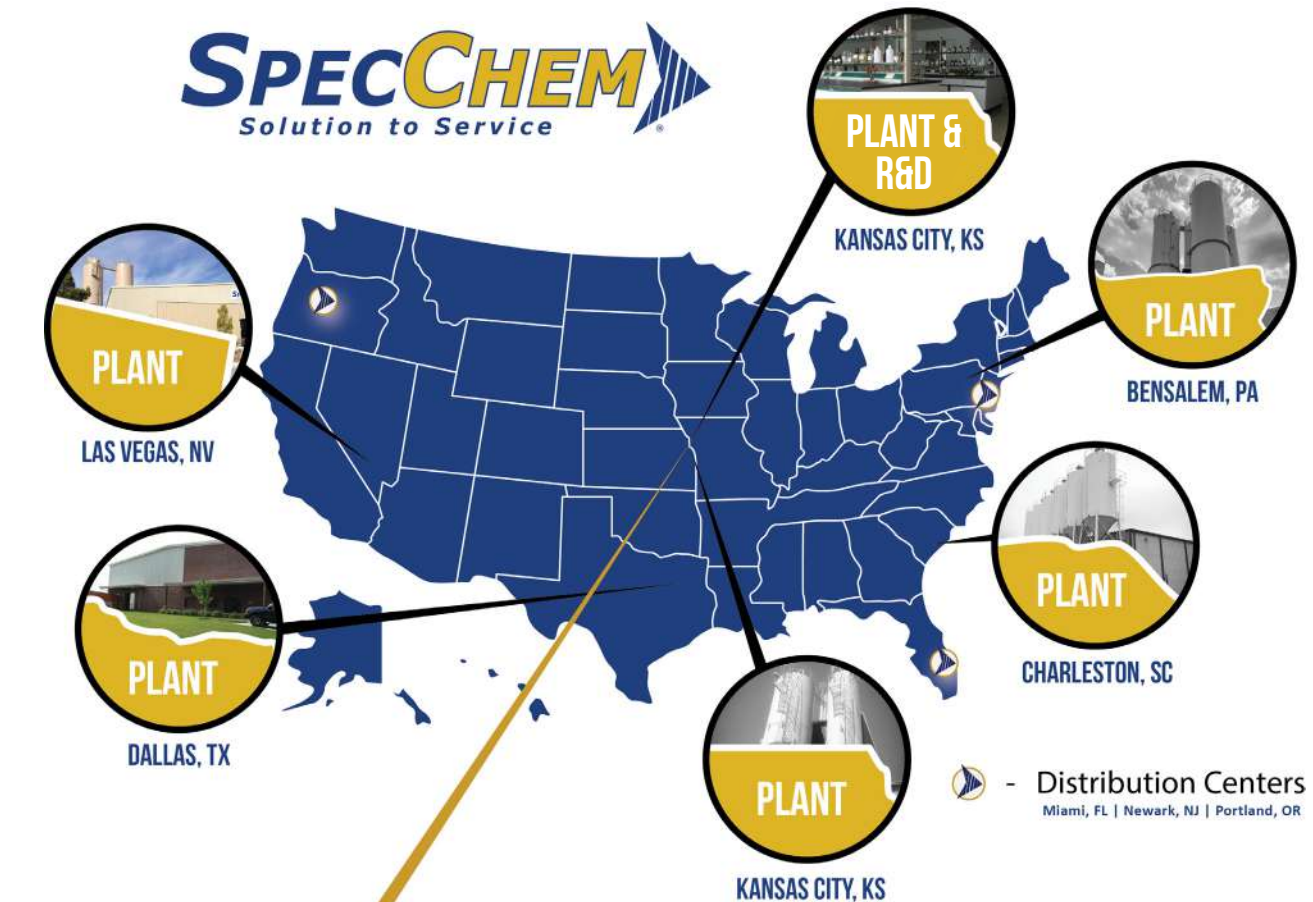 SPECCHEM
Solution to Service
®
PLANT &
R&D
KANSAS CITY, KS
PLANT
BENSALEM, PA
PLANT
LAS VEGAS, NV
PLANT
CHARLESTON, SC
PLANT
DALLAS, TX
PLANT
KANSAS CITY, KS
- Distribution Centers
Miami, FL | Newark, NJ | Portland, OR